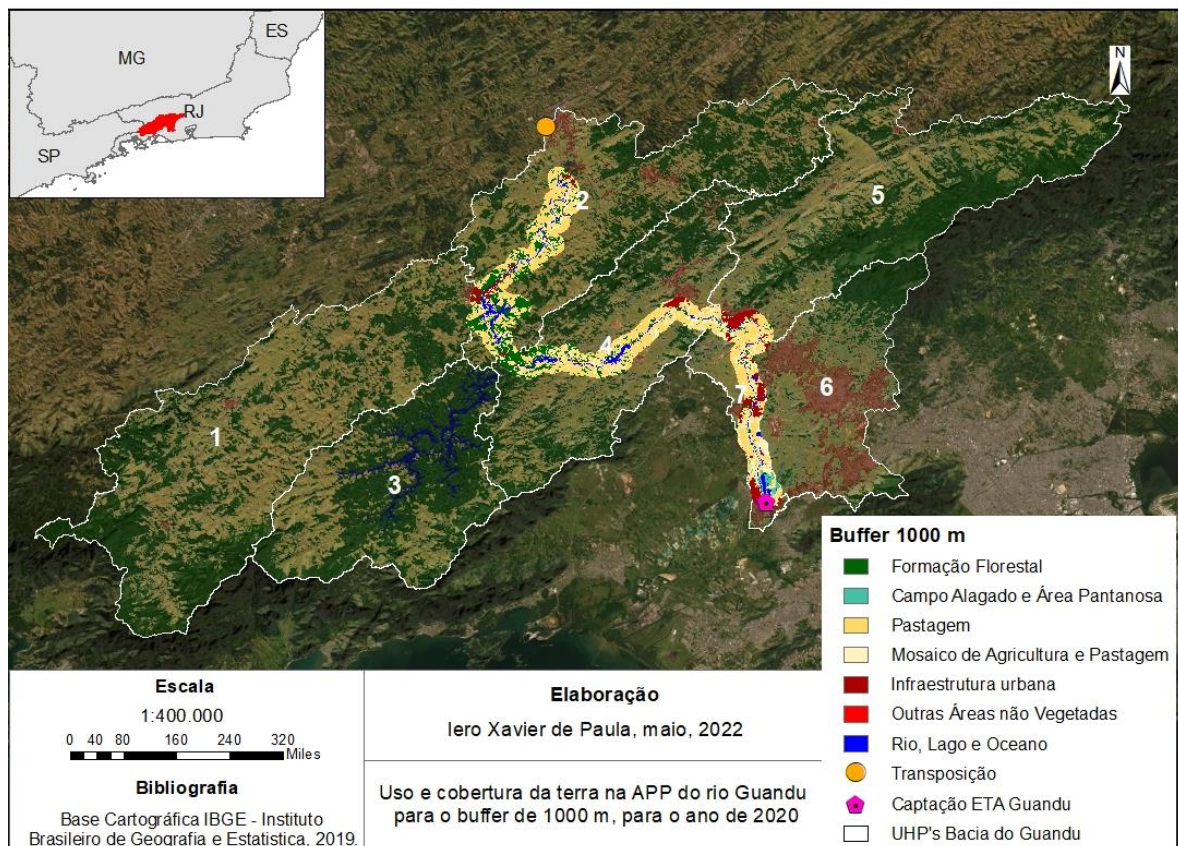 MG
ES
RJ
SP
N
2
5
4
1
3
7
6
Buffer 1000 m
Formação Florestal
Campo Alagado e Área Pantanosa
Pastagem
Mosaico de Agricultura e Pastagem
Infraestrutura urbana
Outras Áreas não Vegetadas
Rio, Lago e Oceano
Transposição
Captação ETA Guandu
UHP's Bacia do Guandu
Escala
1:400.000
0 40 80 160 240 320
Miles
Bibliografia
Base Cartográfica IBGE - Instituto
Brasileiro de Geografia e Estatistica, 2019.
Elaboração
Iero Xavier de Paula, maio, 2022
Uso e cobertura da terra na APP do rio Guandu
para o buffer de 1000 m, para o ano de 2020